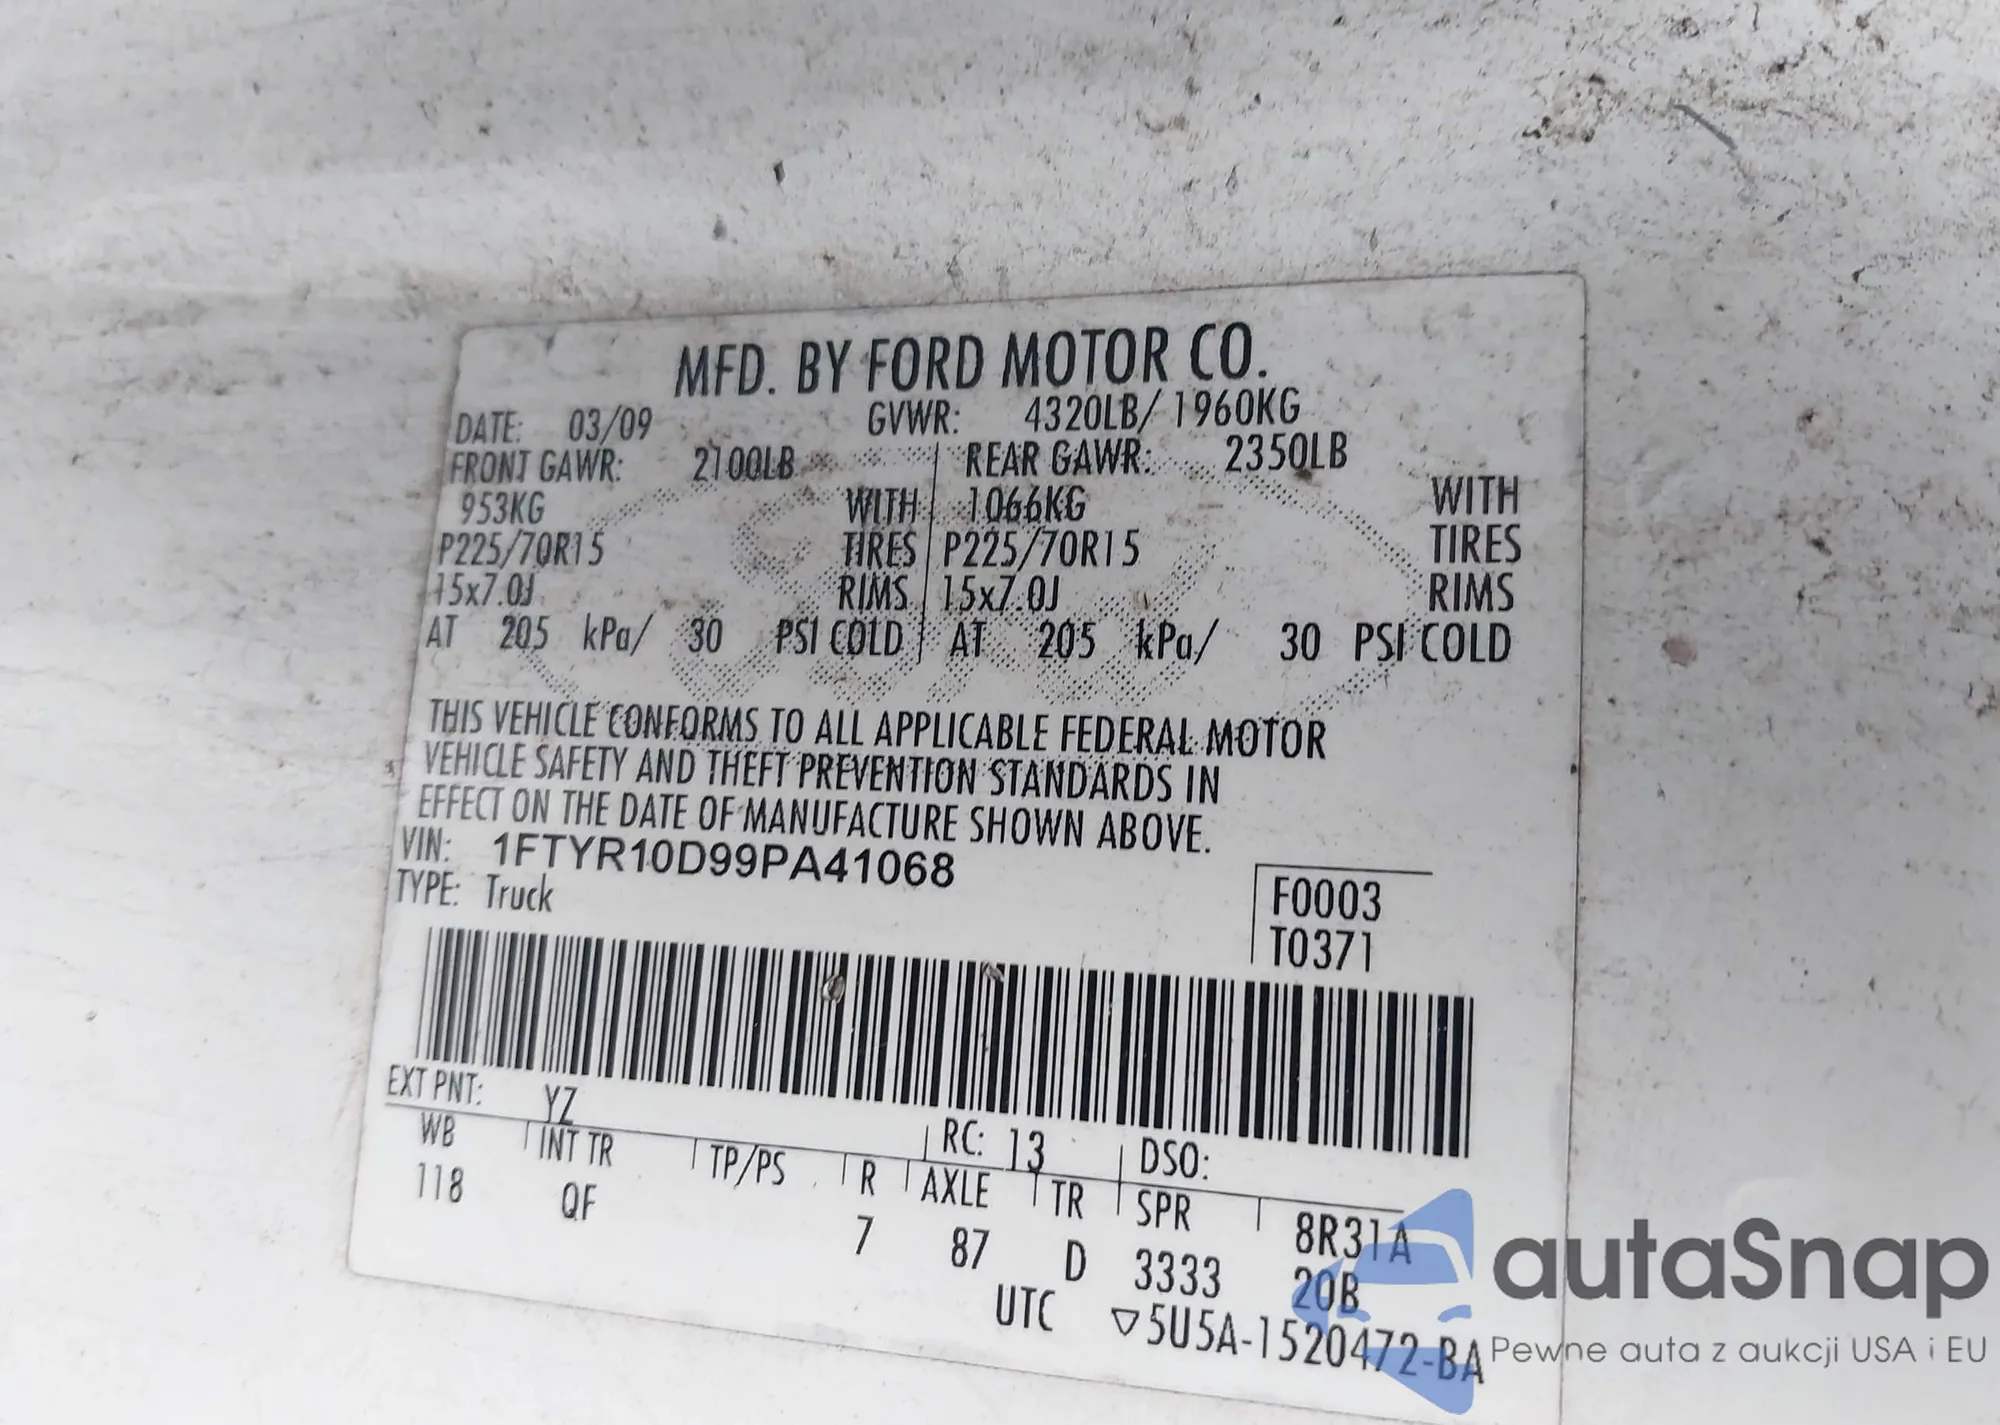 MFD. BY FORD MOTOR CO.
DATE: 03/09 GVWR: 4320LB/ 1960KG
FRONT GAWR: 2100LB REAR GAWR: 2350LB
953KG WITH 1066KG WITH
P225/70R15 TIRES P225/70R15 TIRES
15x7.0J RIMS 15x7.0J RIMS
AT 205 kPa/ 30 PSI COLD AT 205 kPa/ 30 PSI COLD
THIS VEHICLE CONFORMS TO ALL APPLICABLE FEDERAL MOTOR
VEHICLE SAFETY AND THEFT PREVENTION STANDARDS IN
EFFECT ON THE DATE OF MANUFACTURE SHOWN ABOVE.
VIN: 1FTYR10D99PA41068
TYPE: Truck
F0003
T0371
EXT PNT: YZ RC: 13 DSO:
WB INT TR TP/PS R AXLE TR SPR 8R31A
118 QF 7 87 D 3333 20B
UTC ▽5U5A-1520472-BA
autaSnap
Pewne auta z aukcji USA i EU